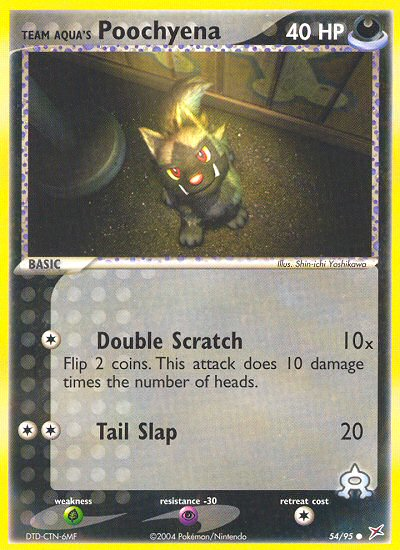 TEAM AQUA'S Poochyena 40 HP
BASIC
Illus. Shin-ichi Yoshikawa
Double Scratch 10x
Flip 2 coins. This attack does 10 damage
times the number of heads.
Tail Slap 20
weakness resistance -30 retreat cost
DTD-CTN-6MF ©2004 Pokémon/Nintendo 54/95